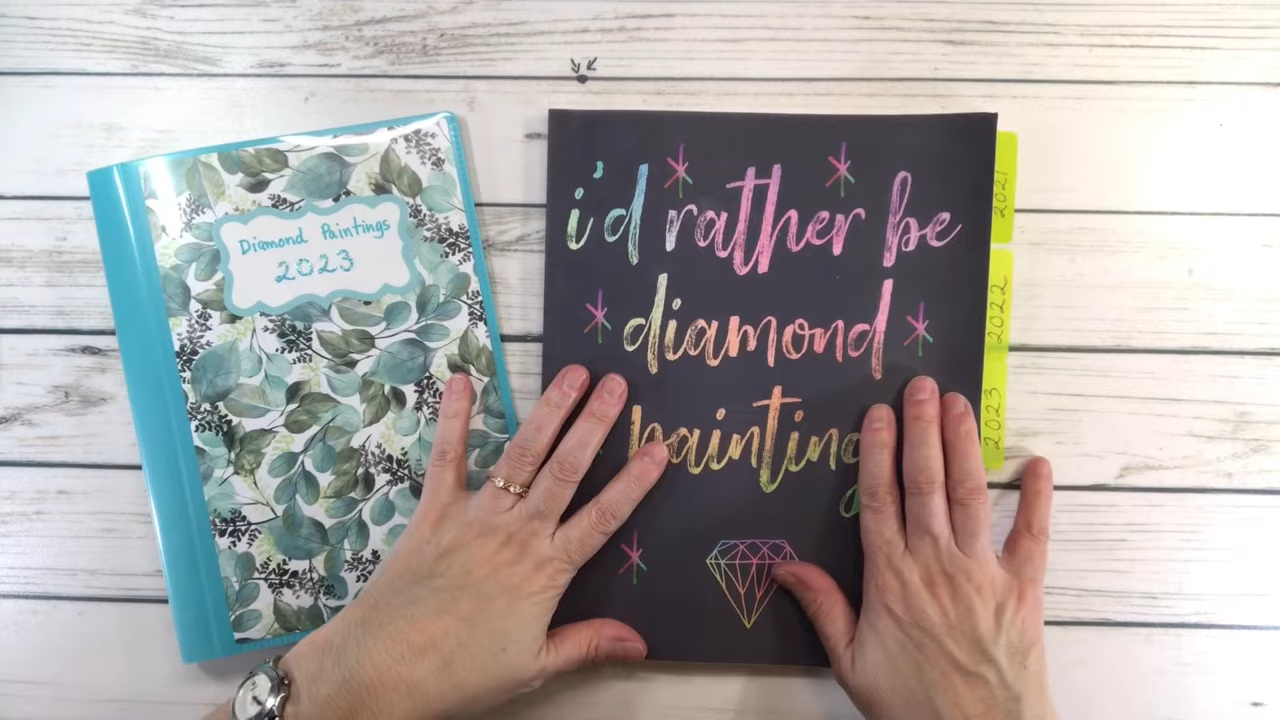 Diamond Paintings
2023
i'd rather be
diamond
painting
2021
2022
2023